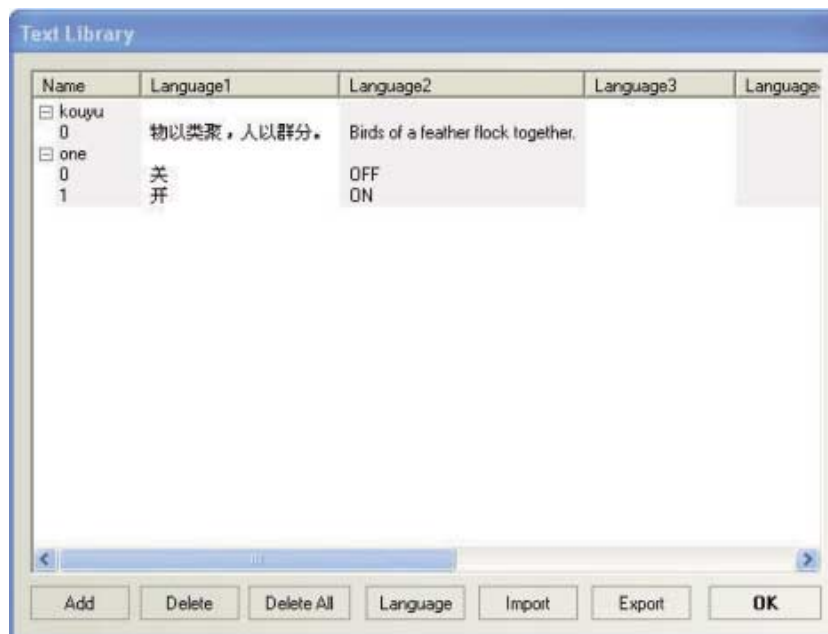 Text Library
Name Language1 Language2 Language3 Language
kouyu
0 物以类聚，人以群分。 Birds of a feather flock together.
one
0 关 OFF
1 开 ON
Add Delete Delete All Language Import Export OK